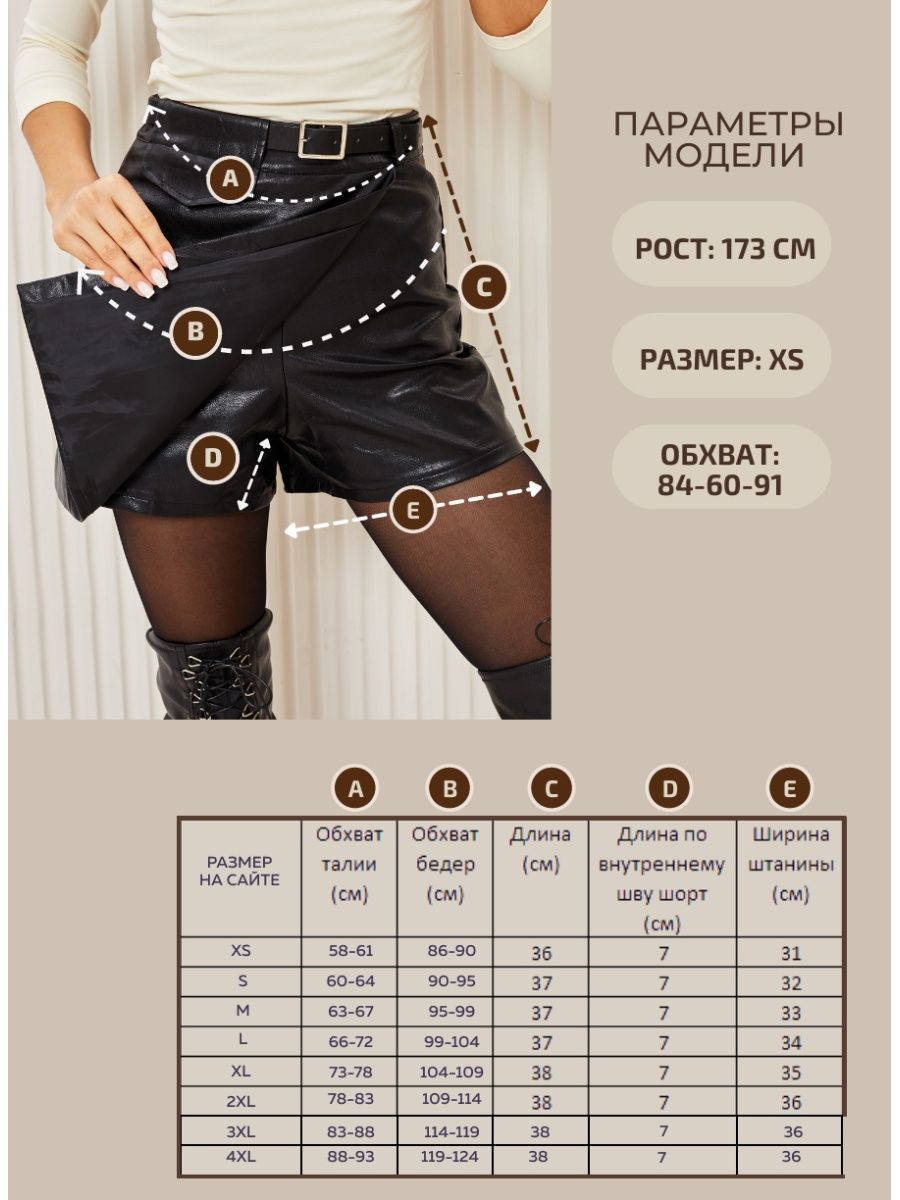 ПАРАМЕТРЫ
МОДЕЛИ
РОСТ: 173 СМ
РАЗМЕР: XS
ОБХВАТ:
84-60-91
A
B
C
D
E
A B C D E
РАЗМЕР НА САЙТЕ Обхват талии (см) Обхват бедер (см) Длина (см) Длина по внутреннему шву шорт (см) Ширина штанины (см)
XS 58-61 86-90 36 7 31
S 60-64 90-95 37 7 32
M 63-67 95-99 37 7 33
L 66-72 99-104 37 7 34
XL 73-78 104-109 38 7 35
2XL 78-83 109-114 38 7 36
3XL 83-88 114-119 38 7 36
4XL 88-93 119-124 38 7 36